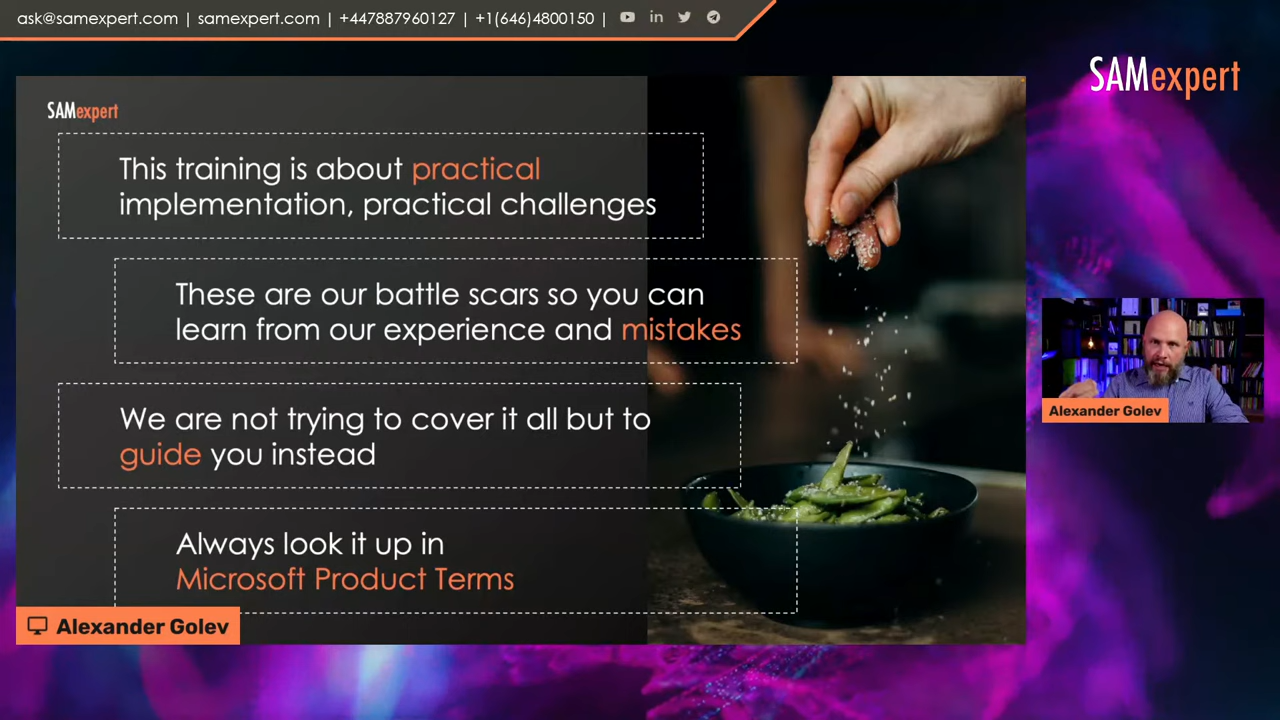 ask@samexpert.com | samexpert.com | +447887960127 | +1(646)4800150 |
SAMexpert
SAMexpert
This training is about practical
implementation, practical challenges
These are our battle scars so you can
learn from our experience and mistakes
We are not trying to cover it all but to
guide you instead
Always look it up in
Microsoft Product Terms
Alexander Golev
Alexander Golev